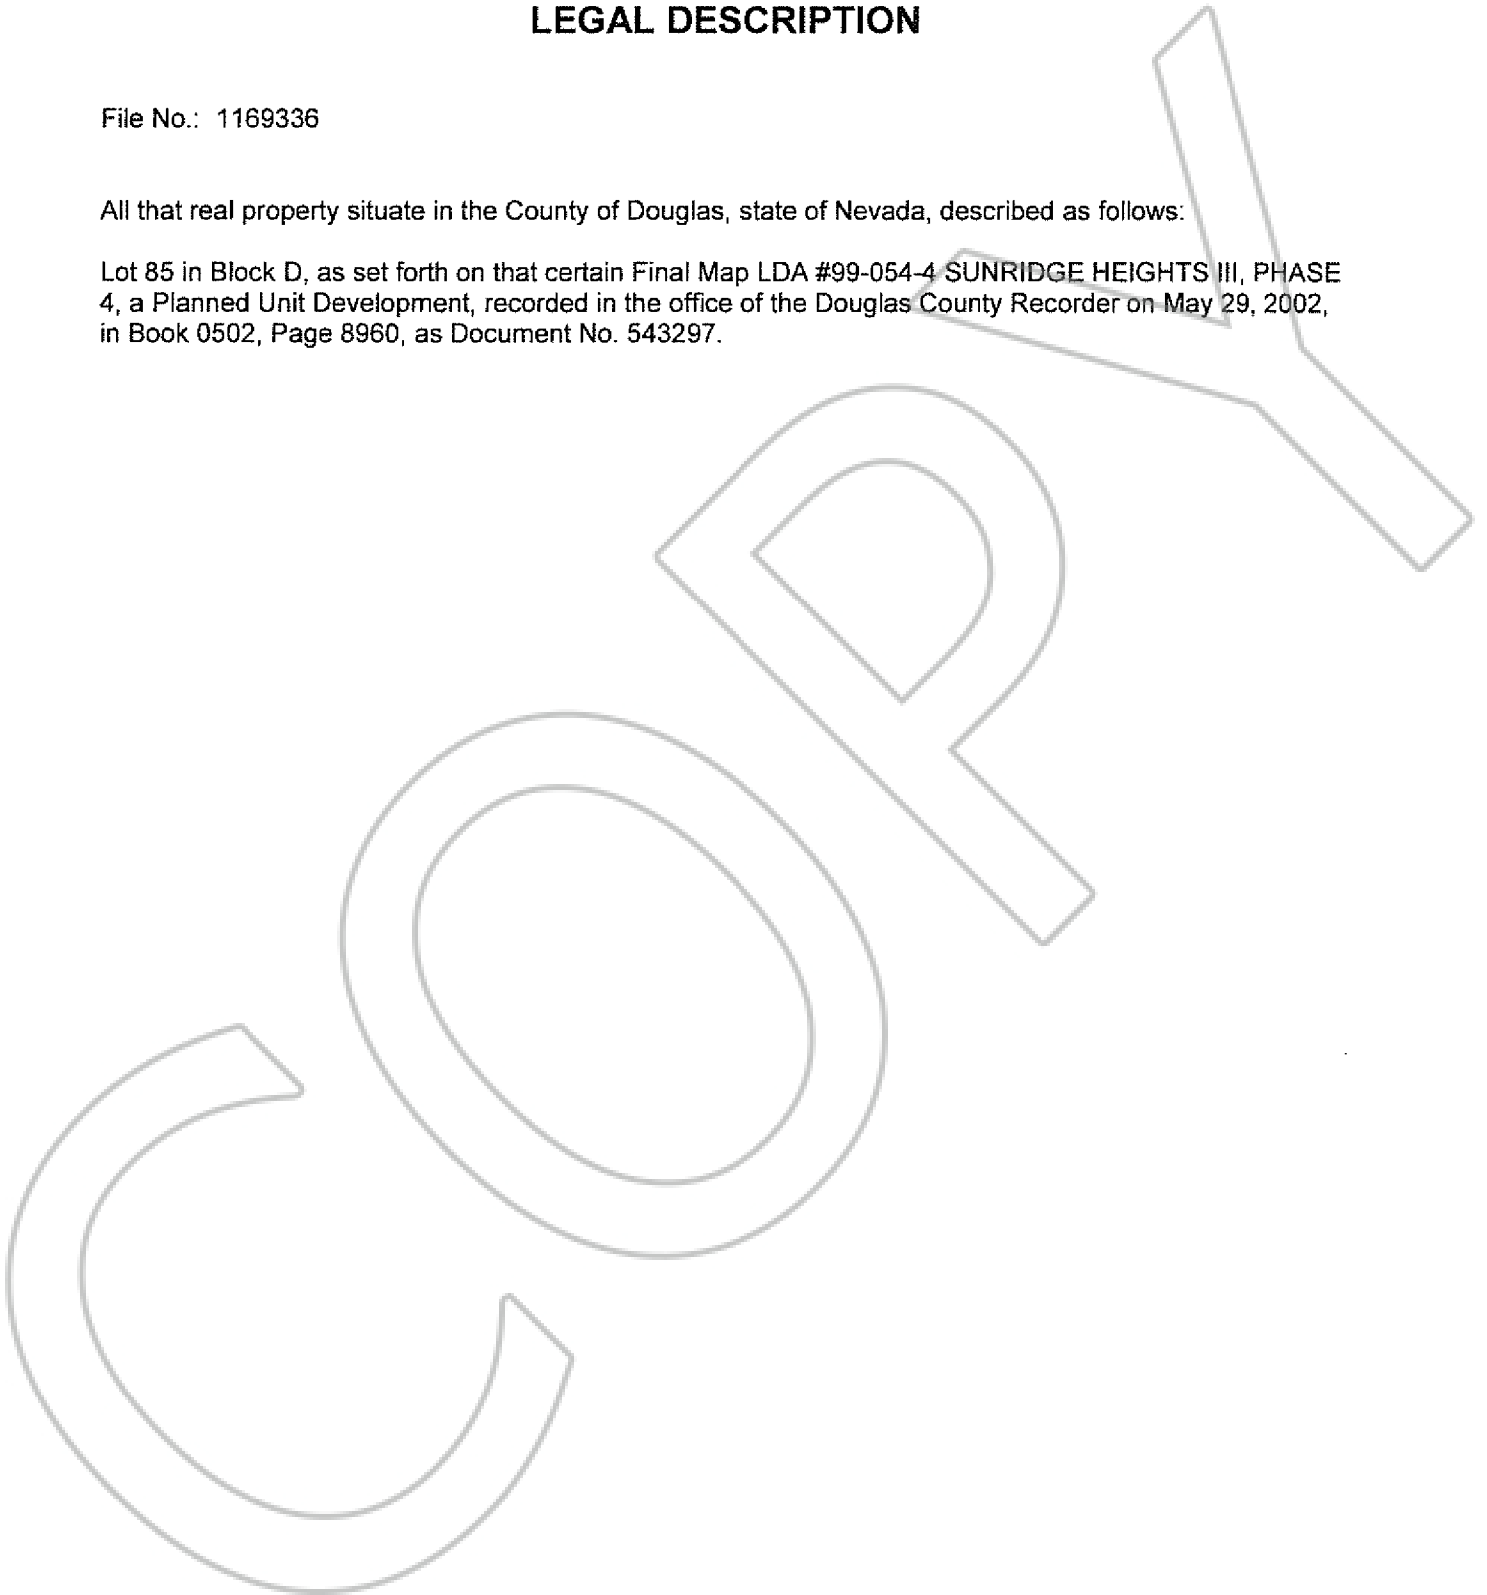 LEGAL DESCRIPTION
File No.: 1169336
All that real property situate in the County of Douglas, state of Nevada, described as follows:
Lot 85 in Block D, as set forth on that certain Final Map LDA #99-054-4 SUNRIDGE HEIGHTS III, PHASE
4, a Planned Unit Development, recorded in the office of the Douglas County Recorder on May 29, 2002,
in Book 0502, Page 8960, as Document No. 543297.
COPY